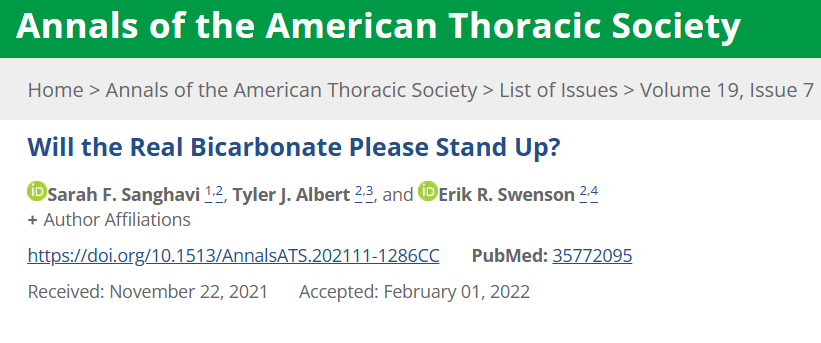 Annals of the American Thoracic Society
Home > Annals of the American Thoracic Society > List of Issues > Volume 19, Issue 7
Will the Real Bicarbonate Please Stand Up?
iD Sarah F. Sanghavi 1,2, Tyler J. Albert 2,3, and iD Erik R. Swenson 2,4
+ Author Affiliations
https://doi.org/10.1513/AnnalsATS.202111-1286CC PubMed: 35772095
Received: November 22, 2021 Accepted: February 01, 2022